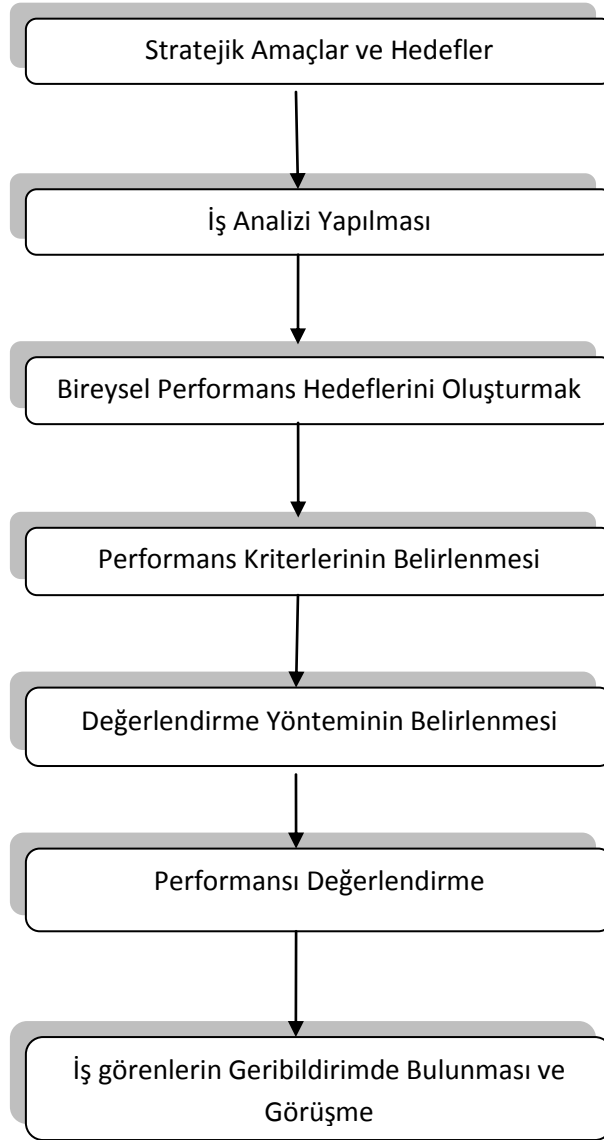 Stratejik Amaçlar ve Hedefler
İş Analizi Yapılması
Bireysel Performans Hedeflerini Oluşturmak
Performans Kriterlerinin Belirlenmesi
Değerlendirme Yönteminin Belirlenmesi
Performansı Değerlendirme
İş görenlerin Geribildirimde Bulunması ve
Görüşme